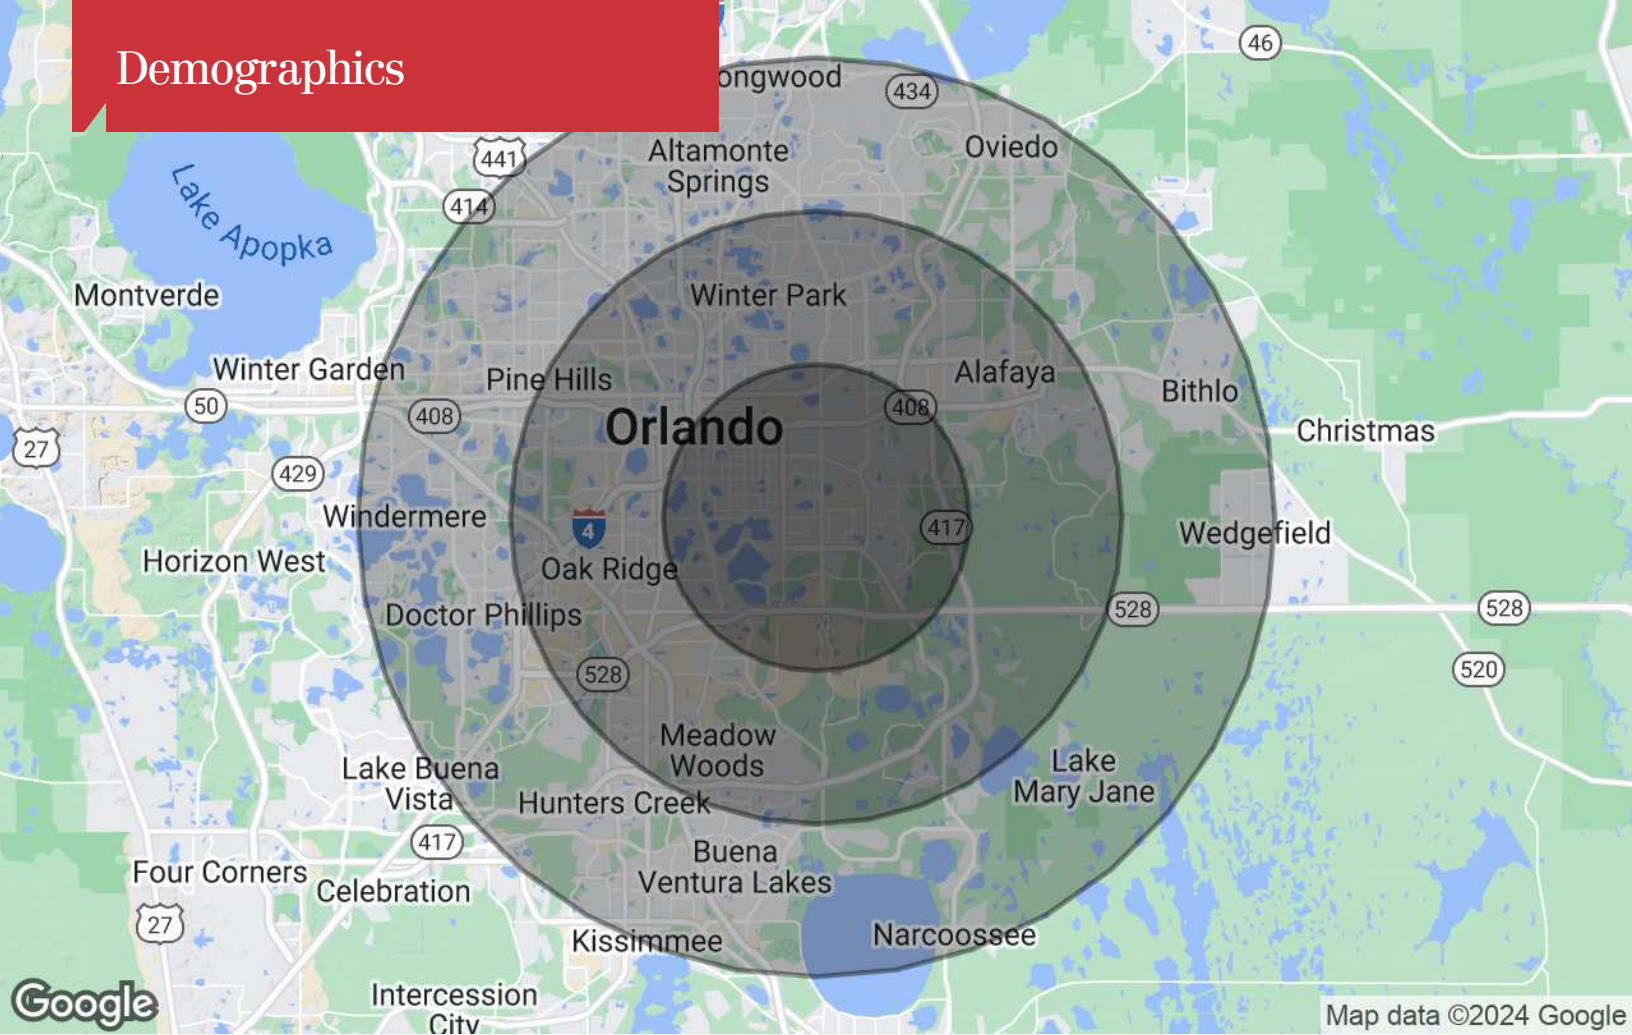 Demographics
ongwood
46
434
441
Altamonte
Springs
Oviedo
414
Lake Apopka
Montverde
Winter Park
Winter Garden
Pine Hills
Alafaya
Bithlo
50
408
408
Orlando
Christmas
27
429
Windermere
4
417
Wedgefield
Horizon West
Oak Ridge
Doctor Phillips
528
528
528
520
Meadow
Woods
Lake Buena
Vista
Hunters Creek
Lake
Mary Jane
417
Buena
Ventura Lakes
Four Corners
Celebration
27
Kissimmee
Narcoossee
Intercession
City
Google
Map data ©2024 Google